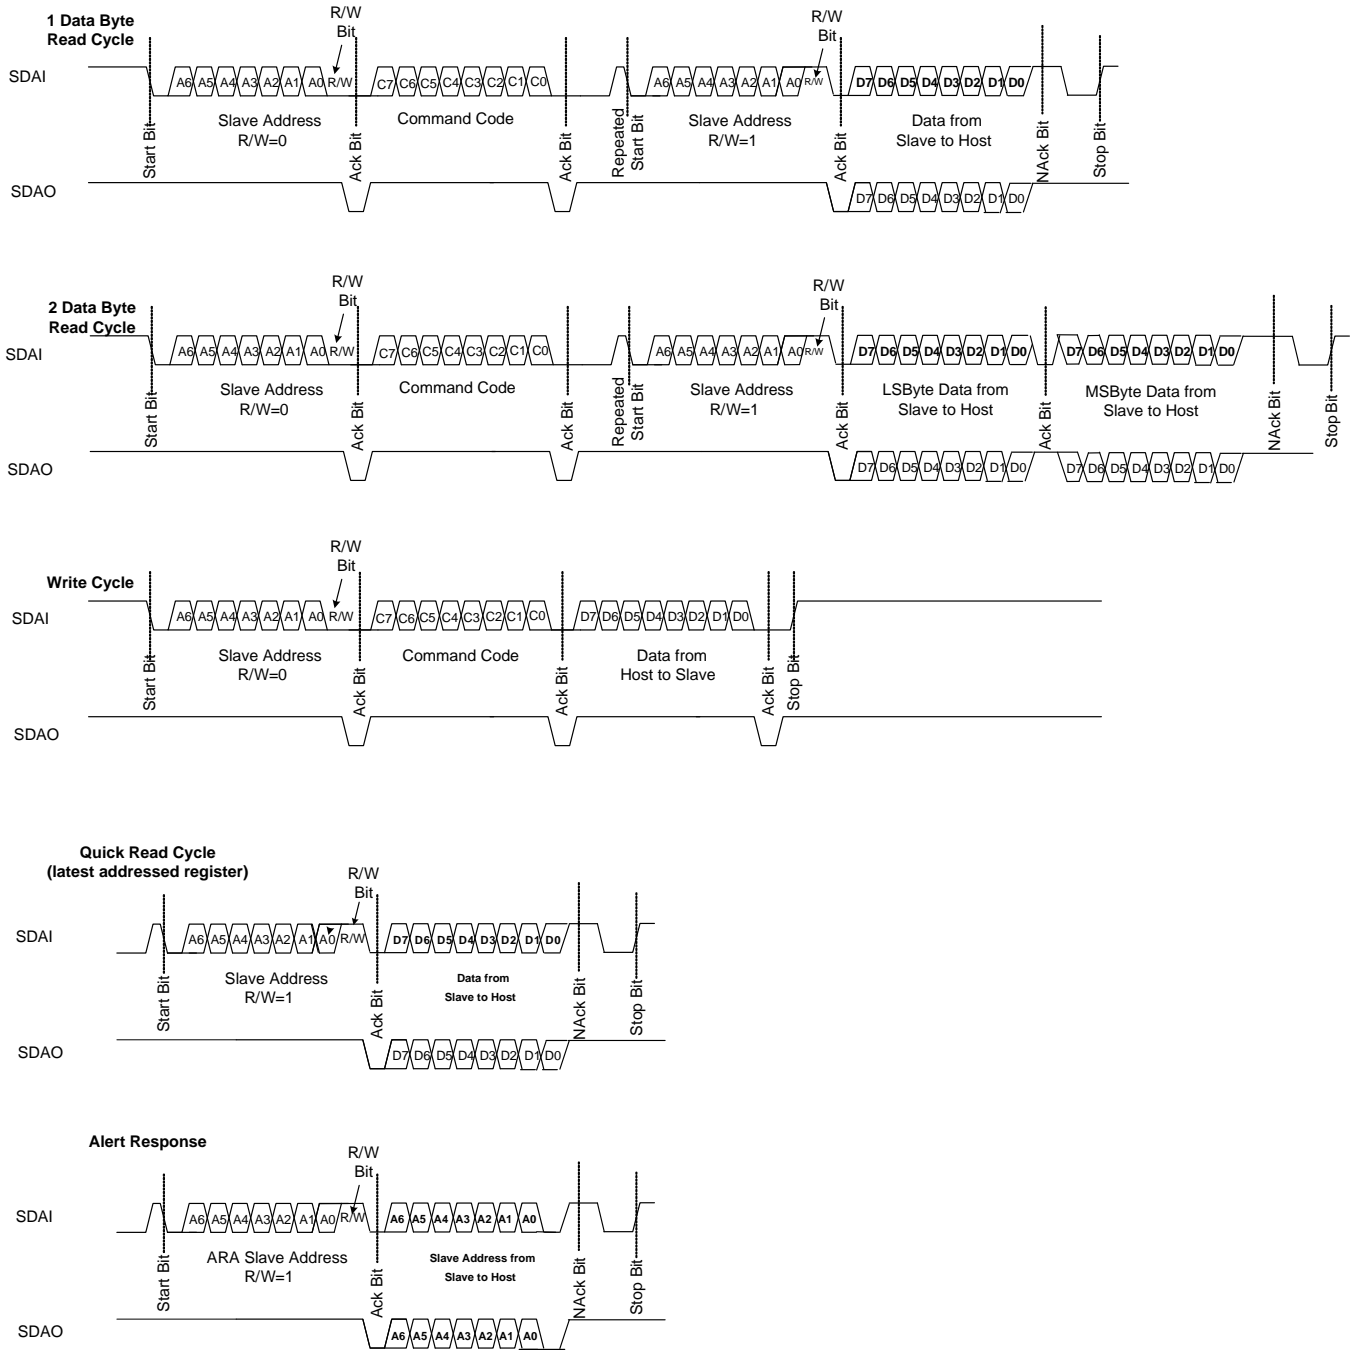 1 Data Byte
Read Cycle
R/W
Bit
R/W
Bit
SDAI
A6 A5 A4 A3 A2 A1 A0 R/W C7 C6 C5 C4 C3 C2 C1 C0 A6 A5 A4 A3 A2 A1 A0 R/W D7 D6 D5 D4 D3 D2 D1 D0
Start Bit
Slave Address
R/W=0
Ack Bit
Command Code
Ack Bit
Repeated
Start Bit
Slave Address
R/W=1
Ack Bit
Data from
Slave to Host
NAck Bit
Stop Bit
SDAO
D7 D6 D5 D4 D3 D2 D1 D0
2 Data Byte
Read Cycle
R/W
Bit
R/W
Bit
SDAI
A6 A5 A4 A3 A2 A1 A0 R/W C7 C6 C5 C4 C3 C2 C1 C0 A6 A5 A4 A3 A2 A1 A0 R/W D7 D6 D5 D4 D3 D2 D1 D0 D7 D6 D5 D4 D3 D2 D1 D0
Start Bit
Slave Address
R/W=0
Ack Bit
Command Code
Ack Bit
Repeated
Start Bit
Slave Address
R/W=1
Ack Bit
LSByte Data from
Slave to Host
Ack Bit
MSByte Data from
Slave to Host
NAck Bit
Stop Bit
SDAO
D7 D6 D5 D4 D3 D2 D1 D0 D7 D6 D5 D4 D3 D2 D1 D0
Write Cycle
R/W
Bit
SDAI
A6 A5 A4 A3 A2 A1 A0 R/W C7 C6 C5 C4 C3 C2 C1 C0 D7 D6 D5 D4 D3 D2 D1 D0
Start Bit
Slave Address
R/W=0
Ack Bit
Command Code
Ack Bit
Data from
Host to Slave
Ack Bit
Stop Bit
SDAO
Quick Read Cycle
(latest addressed register)
R/W
Bit
SDAI
A6 A5 A4 A3 A2 A1 A0 R/W D7 D6 D5 D4 D3 D2 D1 D0
Start Bit
Slave Address
R/W=1
Ack Bit
Data from
Slave to Host
NAck Bit
Stop Bit
SDAO
D7 D6 D5 D4 D3 D2 D1 D0
Alert Response
R/W
Bit
SDAI
A6 A5 A4 A3 A2 A1 A0 R/W A6 A5 A4 A3 A2 A1 A0
Start Bit
ARA Slave Address
R/W=1
Ack Bit
Slave Address from
Slave to Host
NAck Bit
Stop Bit
SDAO
A6 A5 A4 A3 A2 A1 A0